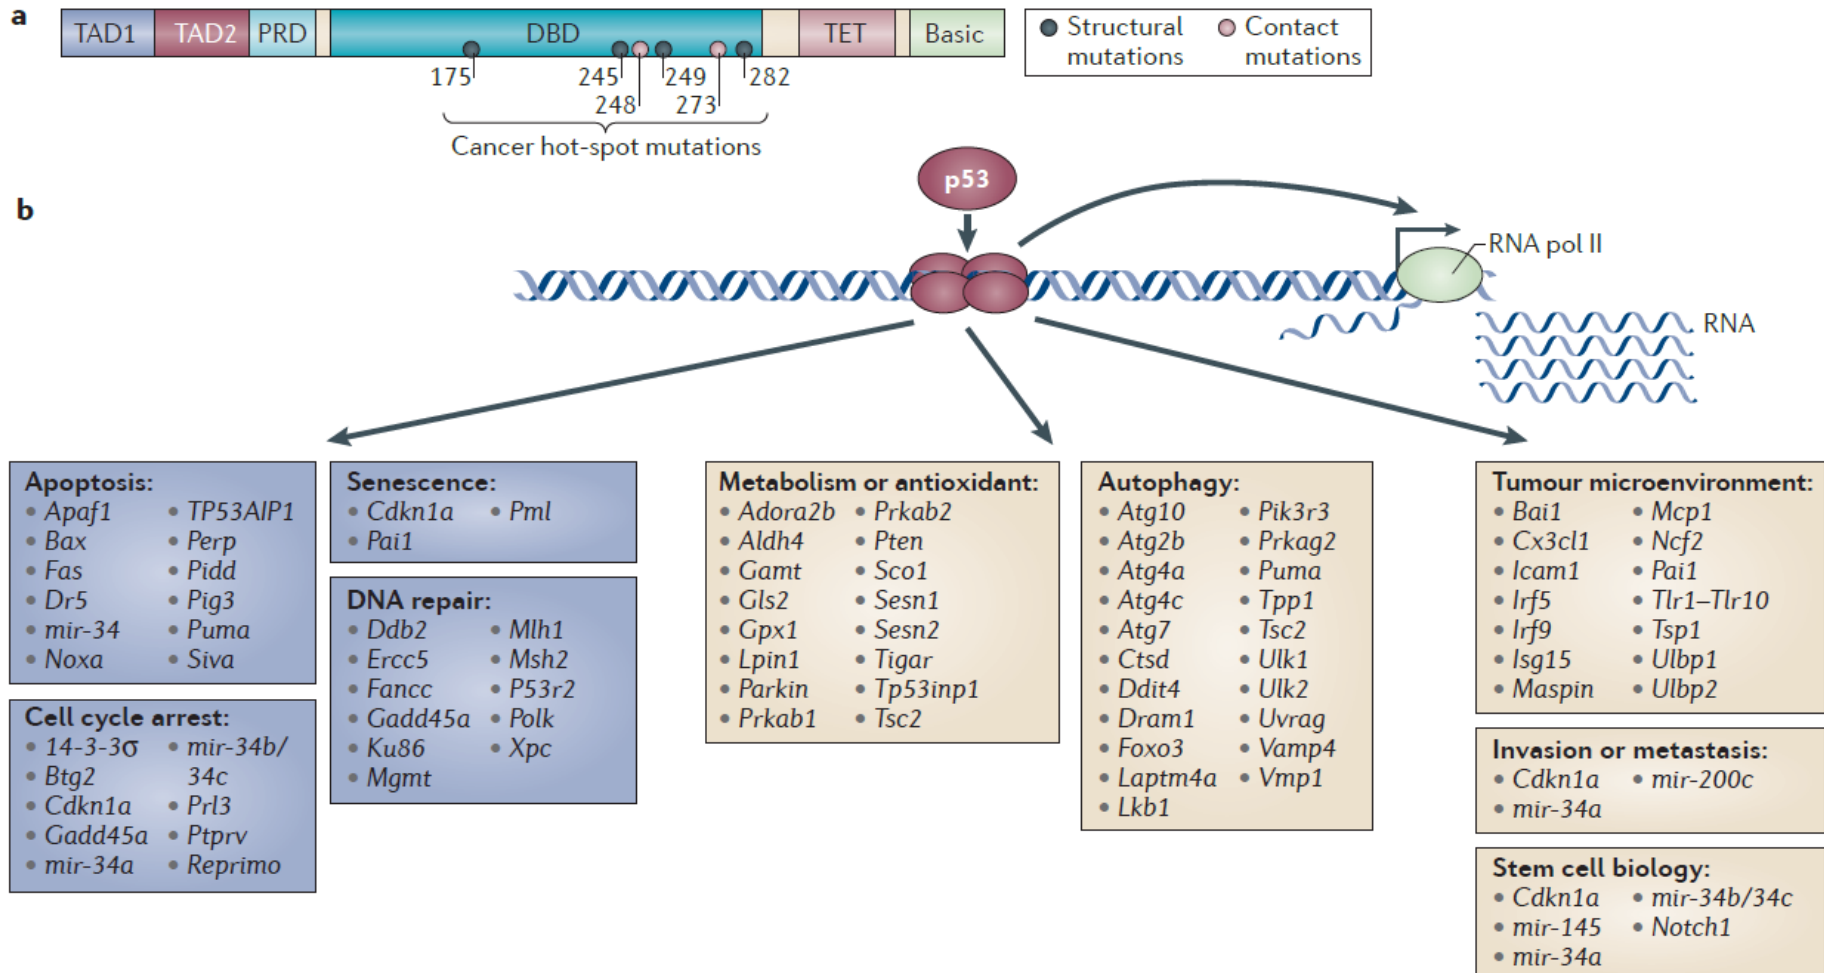 a
TAD1 TAD2 PRD DBD TET Basic
Structural mutations
Contact mutations
175 245 249 282
248 273
Cancer hot-spot mutations
p53
b
RNA pol II
RNA
Apoptosis:
• Apaf1 • TP53AIP1
• Bax • Perp
• Fas • Pidd
• Dr5 • Pig3
• mir-34 • Puma
• Noxa • Siva
Cell cycle arrest:
• 14-3-3σ • mir-34b/
34c
• Btg2
• Cdkn1a • Prl3
• Gadd45a • Ptprv
• mir-34a • Reprimo
Senescence:
• Cdkn1a • Pml
• Pai1
DNA repair:
• Ddb2 • Mlh1
• Ercc5 • Msh2
• Fancc • P53r2
• Gadd45a • Polk
• Ku86 • Xpc
• Mgmt
Metabolism or antioxidant:
• Adora2b • Prkab2
• Aldh4 • Pten
• Gamt • Sco1
• Gls2 • Sesn1
• Gpx1 • Sesn2
• Lpin1 • Tigar
• Parkin • Tp53inp1
• Prkab1 • Tsc2
Autophagy:
• Atg10 • Pik3r3
• Atg2b • Prkag2
• Atg4a • Puma
• Atg4c • Tpp1
• Atg7 • Tsc2
• Ctsd • Ulk1
• Ddit4 • Ulk2
• Dram1 • Uvrag
• Foxo3 • Vamp4
• Laptm4a • Vmp1
• Lkb1
Tumour microenvironment:
• Bai1 • Mcp1
• Cx3cl1 • Ncf2
• Icam1 • Pai1
• Irf5 • Tlr1–Tlr10
• Irf9 • Tsp1
• Isg15 • Ulbp1
• Maspin • Ulbp2
Invasion or metastasis:
• Cdkn1a • mir-200c
• mir-34a
Stem cell biology:
• Cdkn1a • mir-34b/34c
• mir-145 • Notch1
• mir-34a